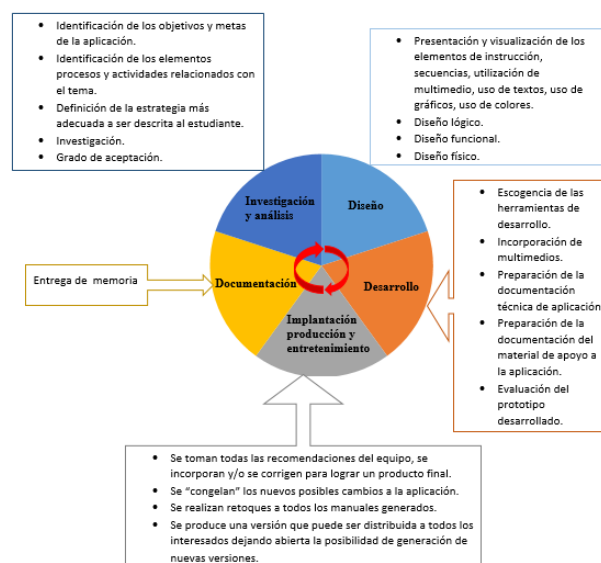 • Identificación de los objetivos y metas
de la aplicación.
• Identificación de los elementos
procesos y actividades relacionados con
el tema.
• Definición de la estrategia más
adecuada a ser descrita al estudiante.
• Investigación.
• Grado de aceptación.
• Presentación y visualización de los
elementos de instrucción,
secuencias, utilización de
multimedio, uso de textos, uso de
gráficos, uso de colores.
• Diseño lógico.
• Diseño funcional.
• Diseño físico.
Investigación
y análisis
Diseño
Documentación
Desarrollo
Implantación
producción y
entretenimiento
Entrega de memoria
• Escogencia de las
herramientas de
desarrollo.
• Incorporación de
multimedios.
• Preparación de la
documentación
técnica de aplicación
• Preparación de la
documentación del
material de apoyo a
la aplicación.
• Evaluación del
prototipo
desarrollado.
• Se toman todas las recomendaciones del equipo, se
incorporan y/o se corrigen para lograr un producto final.
• Se “congelan” los nuevos posibles cambios a la aplicación.
• Se realizan retoques a todos los manuales generados.
• Se produce una versión que puede ser distribuida a todos los
interesados dejando abierta la posibilidad de generación de
nuevas versiones.